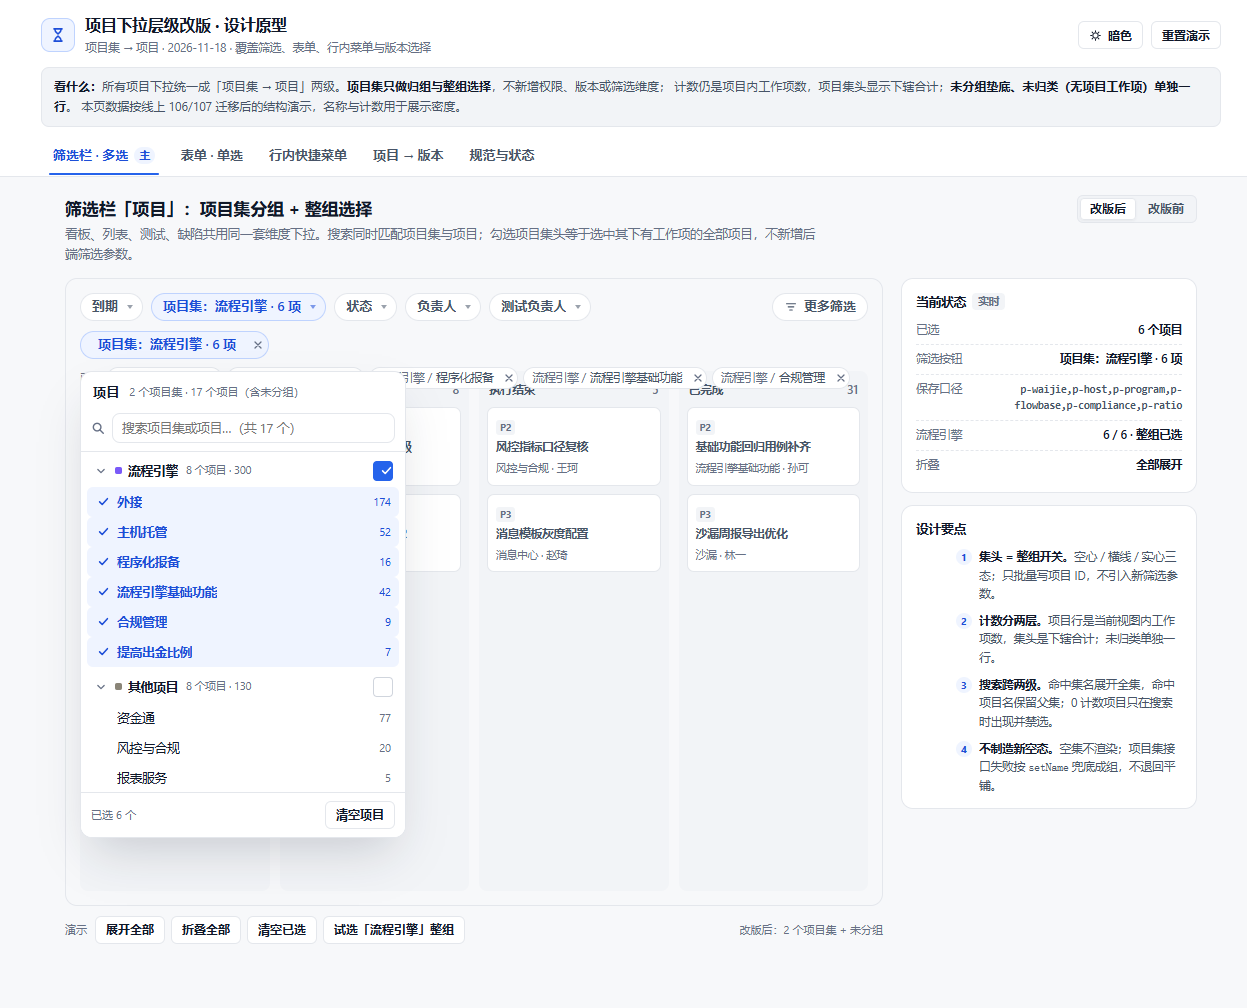 项目下拉层级改版 · 设计原型
项目集 → 项目 · 2026-11-18 · 覆盖筛选、表单、行内菜单与版本选择
暗色
重置演示
看什么：所有项目下拉统一成「项目集 → 项目」两级。项目集只做归组与整组选择，不新增权限、版本或筛选维度； 计数仍是项目内工作项数，项目集头显示下辖合计；未分组垫底、未归类（无项目工作项）单独一
行。 本页数据按线上 106/107 迁移后的结构演示，名称与计数用于展示密度。
筛选栏 · 多选 主
表单 · 单选
行内快捷菜单
项目 → 版本
规范与状态
筛选栏「项目」：项目集分组 + 整组选择
改版后
改版前
看板、列表、测试、缺陷共用同一套维度下拉。搜索同时匹配项目集与项目；勾选项目集头等于选中其下有工作项的全部项目，不新增后
端筛选参数。
到期
项目集：流程引擎 · 6 项
状态
负责人
测试负责人
更多筛选
项目集：流程引擎 · 6 项 ×
引擎 / 程序化报备 ×
流程引擎 / 流程引擎基础功能 ×
流程引擎 / 合规管理 ×
项目 2 个项目集 · 17 个项目（含未分组）
搜索项目集或项目...（共 17 个）
流程引擎 8 个项目 · 300
外接 174
主机托管 52
程序化报备 16
流程引擎基础功能 42
合规管理 9
提高出金比例 7
其他项目 8 个项目 · 130
资金通 77
风控与合规 20
报表服务 5
已选 6 个
清空项目
8
级
执行结束
P2
风控指标口径复核
风控与合规 · 王珂
P3
消息模板灰度配置
消息中心 · 赵琦
已完成 31
P2
基础功能回归用例补齐
流程引擎基础功能 · 孙可
P3
沙漏周报导出优化
沙漏 · 林一
演示
展开全部
折叠全部
清空已选
试选「流程引擎」整组
改版后：2 个项目集 + 未分组
当前状态 实时
已选 6 个项目
筛选按钮 项目集：流程引擎 · 6 项
保存口径 p-waijie,p-host,p-program,p-
flowbase,p-compliance,p-ratio
流程引擎 6 / 6 · 整组已选
折叠 全部展开
设计要点
1 集头 = 整组开关。空心 / 横线 / 实心三
态；只批量写项目 ID，不引入新筛选参
数。
2 计数分两层。项目行是当前视图内工作
项数，集头是下辖合计；未归类单独一
行。
3 搜索跨两级。命中集名展开全集，命中
项目名保留父集；0 计数项目只在搜索
时出现并禁选。
4 不制造新空态。空集不渲染；项目集接
口失败按 setName 兜底成组，不退回平
铺。